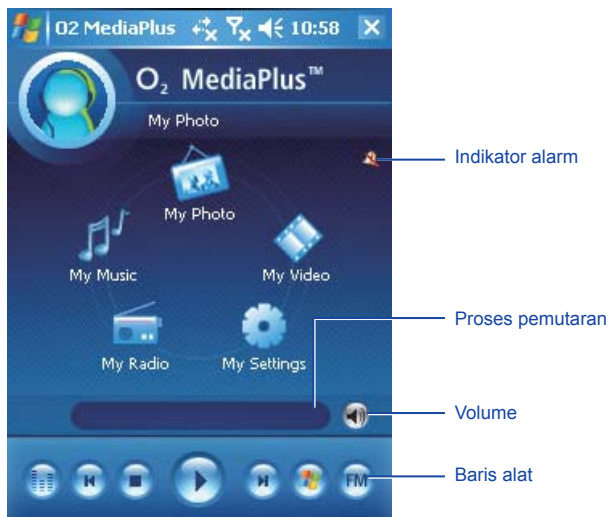 O2 MediaPlus 10:58
O₂ MediaPlus™
My Photo
Indikator alarm
My Photo
My Music
My Video
Proses pemutaran
My Radio
My Settings
Volume
Baris alat
FM